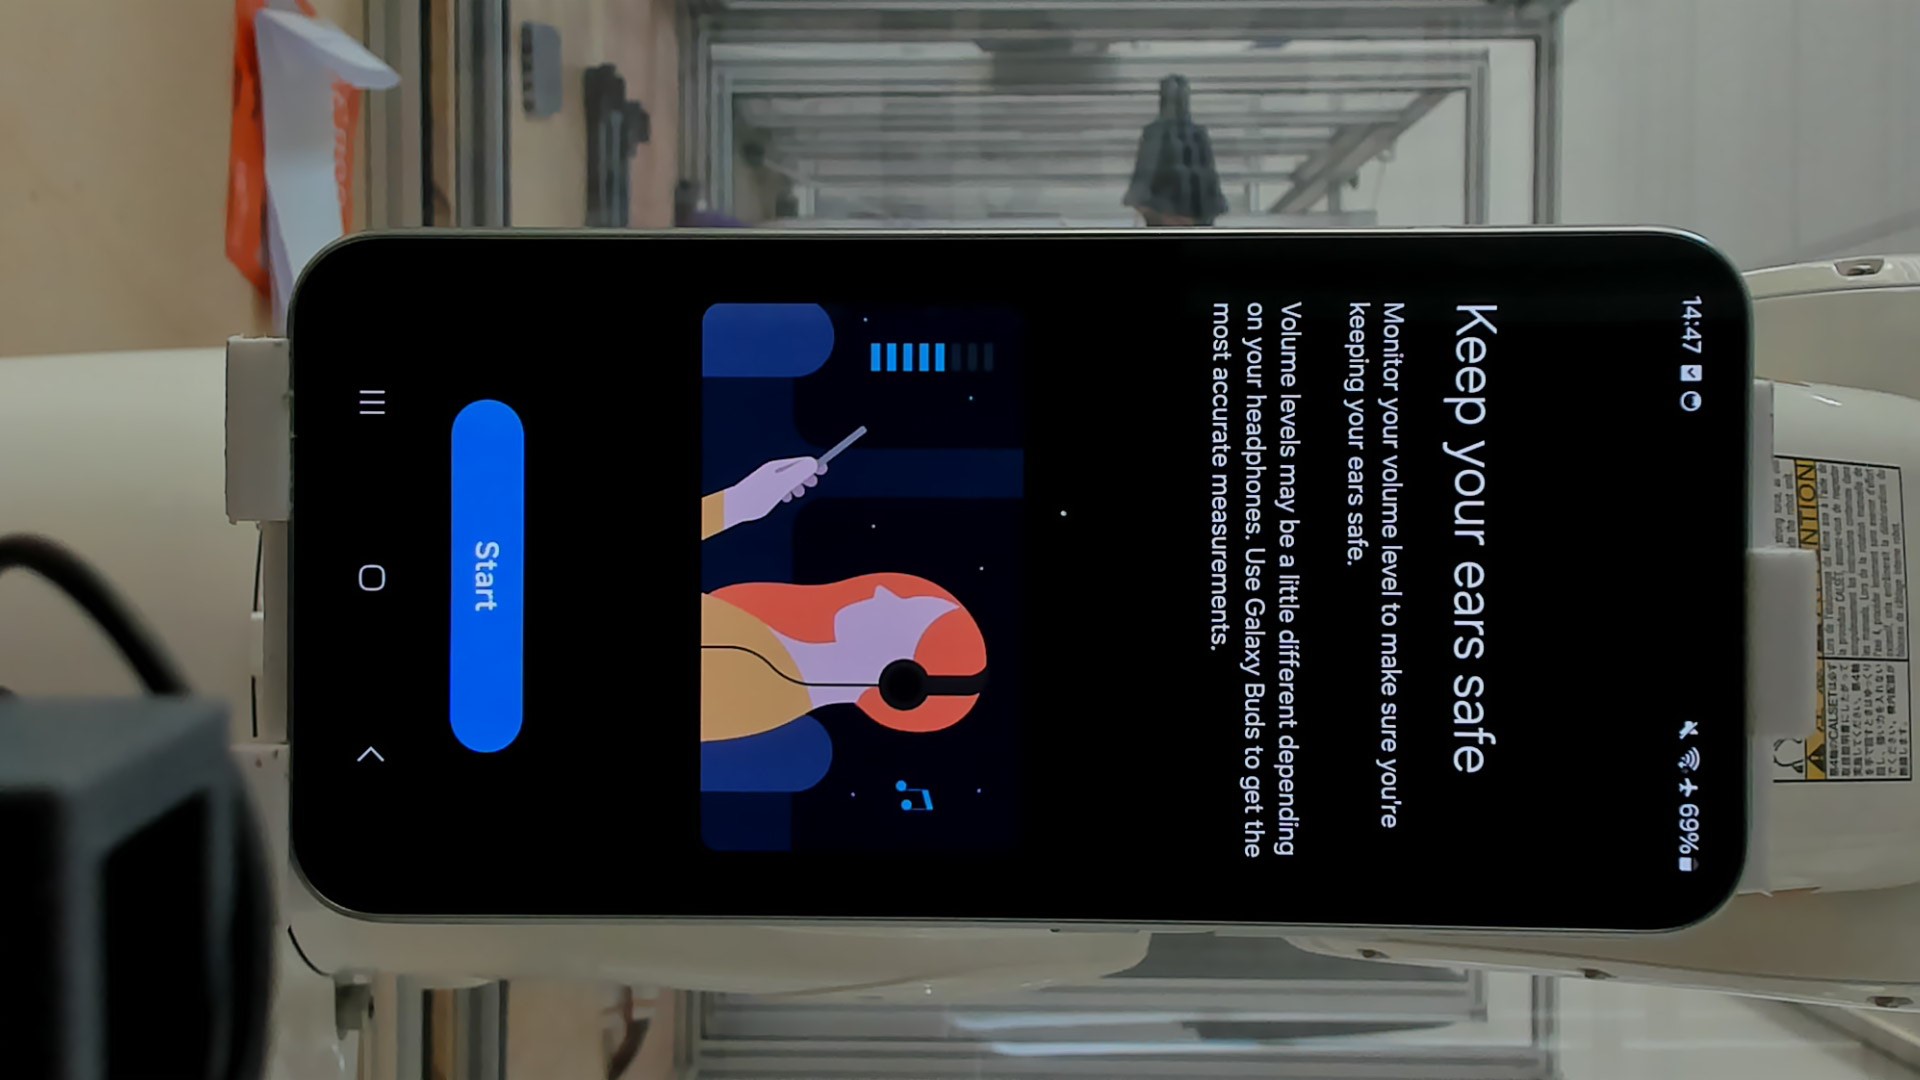 14:47
69%
Keep your ears safe
Monitor your volume level to make sure you're
keeping your ears safe.
Volume levels may be a little different depending
on your headphones. Use Galaxy Buds to get the
most accurate measurements.
Start